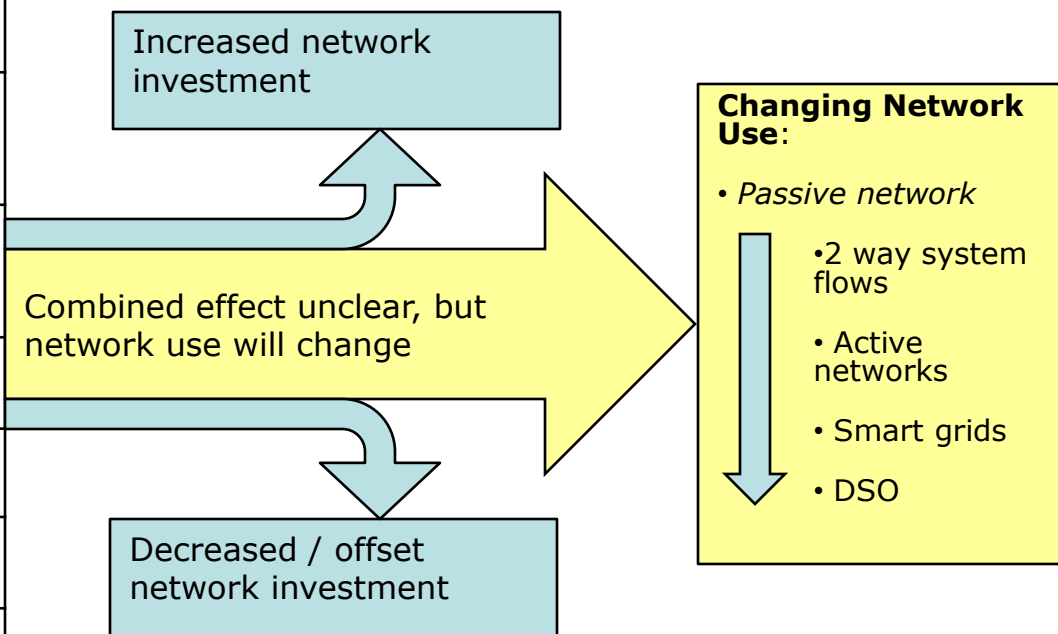 Increased network
investment
Combined effect unclear, but
network use will change
Decreased / offset
network investment
Changing Network
Use:
• Passive network
•2 way system
flows
• Active
networks
• Smart grids
• DSO